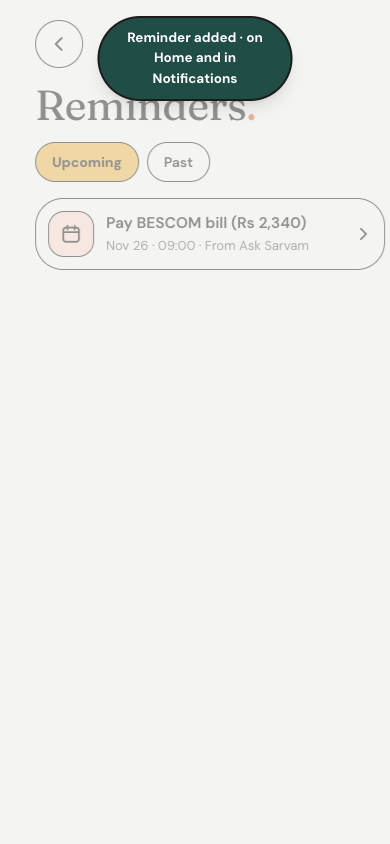 Reminder added · on
Home and in
Notifications
Reminders.
Upcoming
Past
Pay BESCOM bill (Rs 2,340)
Nov 26 · 09:00 · From Ask Sarvam